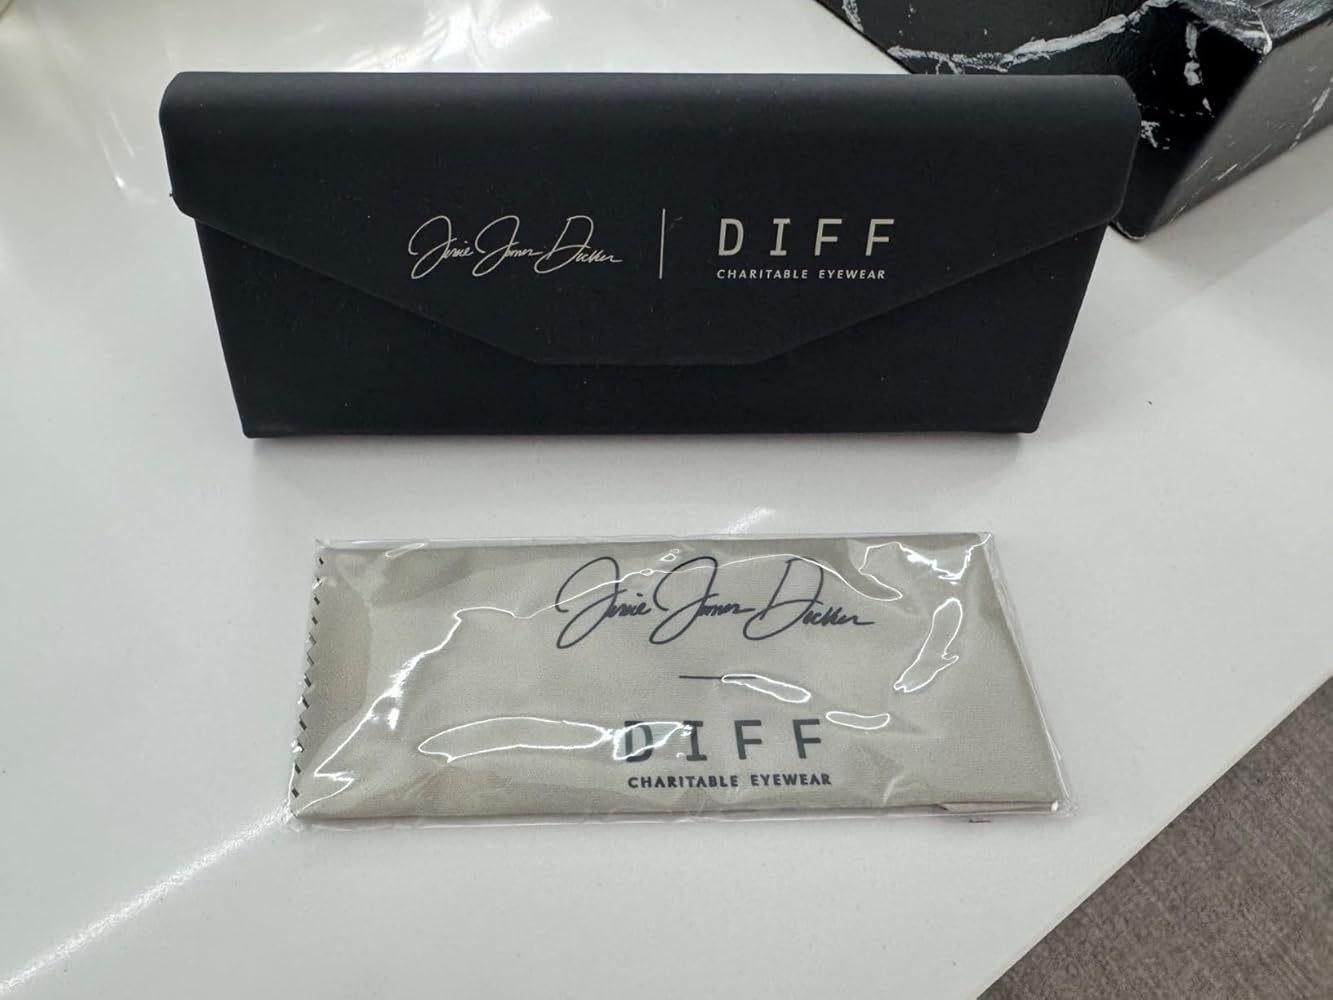 Jessie James Decker | DIFF
CHARITABLE EYEWEAR
Jessie James Decker
DIFF
CHARITABLE EYEWEAR